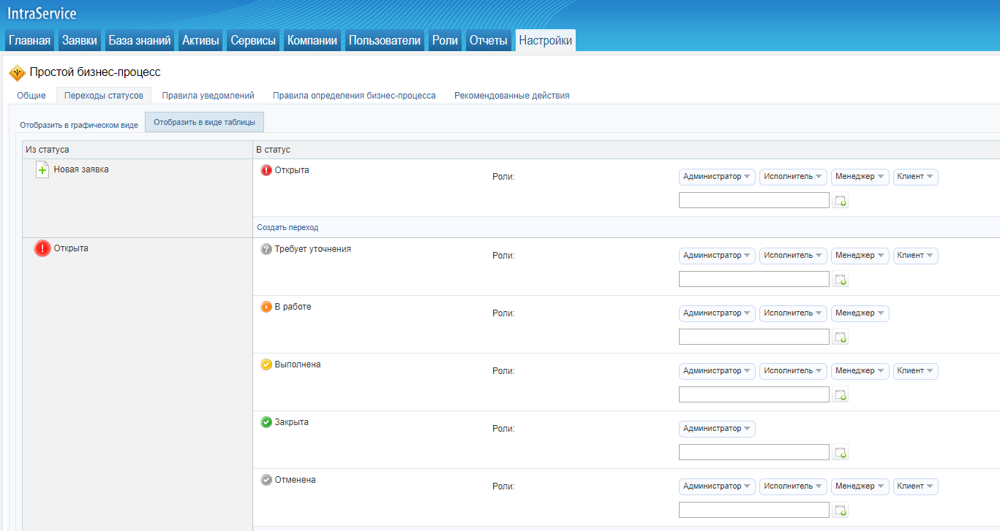 IntraService
Главная Заявки База знаний Активы Сервисы Компании Пользователи Роли Отчеты Настройки
Простой бизнес-процесс
Общие Переходы статусов Правила уведомлений Правила определения бизнес-процесса Рекомендованные действия
Отобразить в графическом виде Отобразить в виде таблицы
Из статуса В статус
Новая заявка Открыта Роли: Администратор Исполнитель Менеджер Клиент
Создать переход
Открыта Требует уточнения Роли: Администратор Исполнитель Менеджер Клиент
В работе Роли: Администратор Исполнитель Менеджер
Выполнена Роли: Администратор Исполнитель Менеджер Клиент
Закрыта Роли: Администратор
Отменена Роли: Администратор Исполнитель Менеджер Клиент